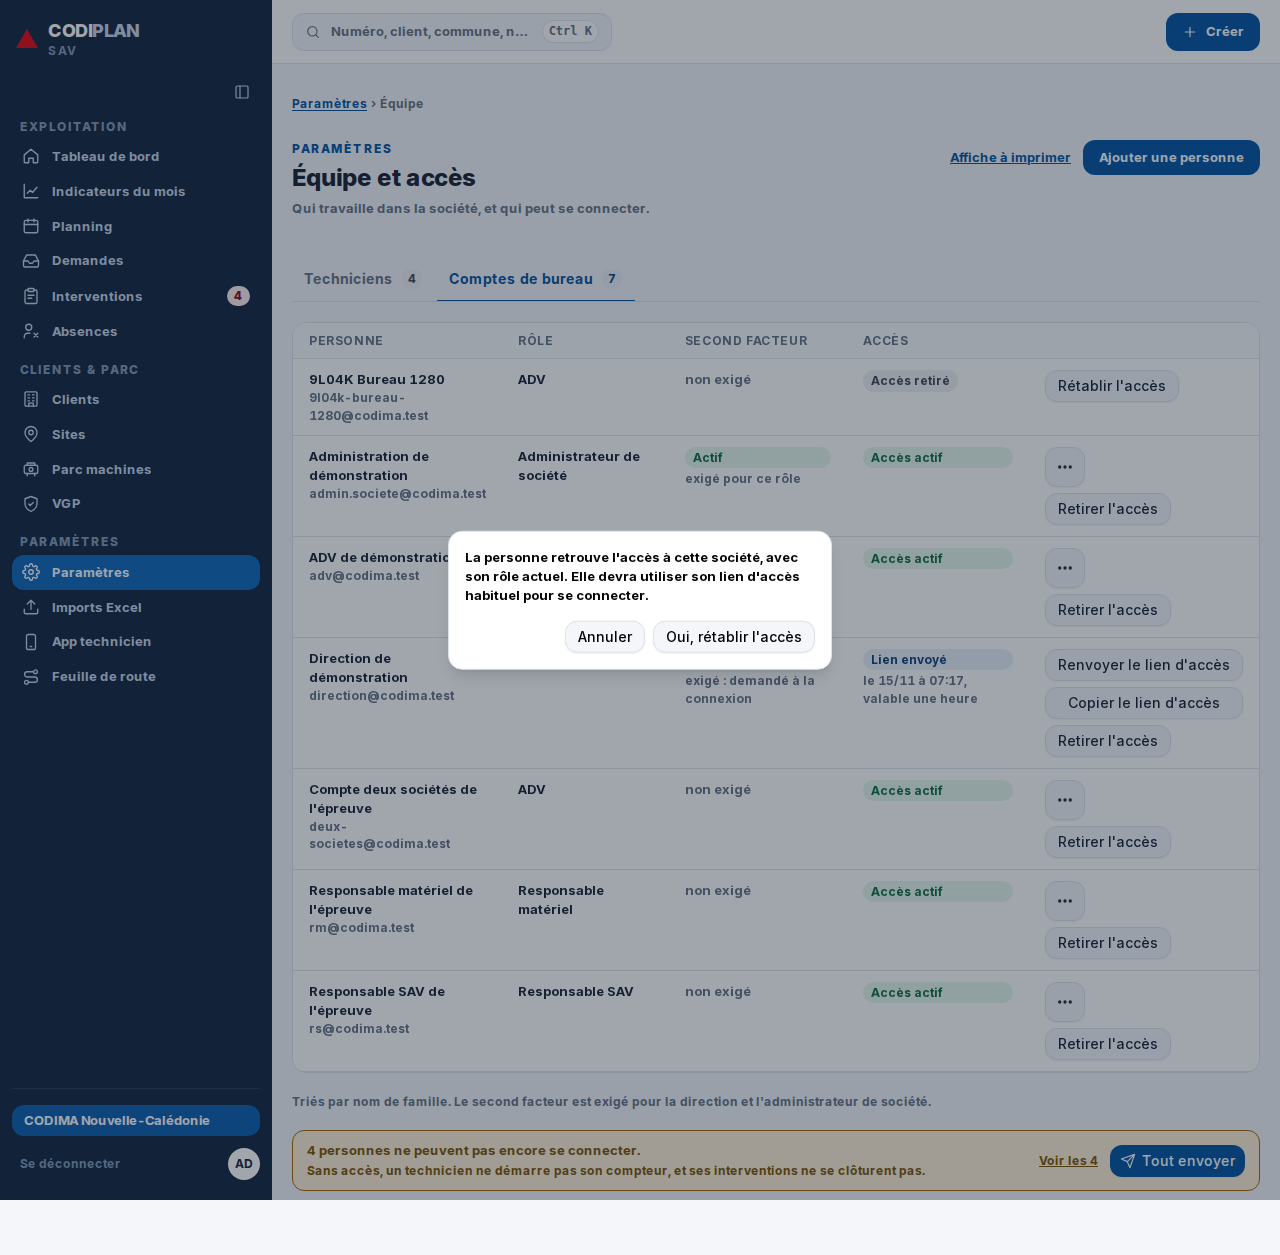 CODIPLAN
SAV
EXPLOITATION
Tableau de bord
Indicateurs du mois
Planning
Demandes
Interventions 4
Absences
CLIENTS & PARC
Clients
Sites
Parc machines
VGP
PARAMÈTRES
Paramètres
Imports Excel
App technicien
Feuille de route
CODIMA Nouvelle-Calédonie
Se déconnecter AD
Numéro, client, commune, n… Ctrl K
Créer
Paramètres › Équipe
PARAMÈTRES
Équipe et accès
Qui travaille dans la société, et qui peut se connecter.
Affiche à imprimer Ajouter une personne
Techniciens 4 Comptes de bureau 7
PERSONNE RÔLE SECOND FACTEUR ACCÈS
9L04K Bureau 1280 ADV non exigé Accès retiré Rétablir l'accès
9l04k-bureau-
1280@codima.test
Administration de Administrateur de Actif Accès actif
démonstration société exigé pour ce rôle
admin.societe@codima.test
Retirer l'accès
ADV de démonstratio Accès actif
adv@codima.test
Retirer l'accès
La personne retrouve l'accès à cette société, avec
son rôle actuel. Elle devra utiliser son lien d'accès
habituel pour se connecter.
Annuler Oui, rétablir l'accès
Direction de Lien envoyé Renvoyer le lien d'accès
démonstration exigé : demandé à la le 15/11 à 07:17,
direction@codima.test connexion valable une heure
Copier le lien d'accès
Retirer l'accès
Compte deux sociétés de ADV non exigé Accès actif
l'épreuve
deux-
societes@codima.test
Retirer l'accès
Responsable matériel de Responsable non exigé Accès actif
l'épreuve matériel
rm@codima.test
Retirer l'accès
Responsable SAV de Responsable SAV non exigé Accès actif
l'épreuve
rs@codima.test
Retirer l'accès
Triés par nom de famille. Le second facteur est exigé pour la direction et l'administrateur de société.
4 personnes ne peuvent pas encore se connecter.
Sans accès, un technicien ne démarre pas son compteur, et ses interventions ne se clôturent pas.
Voir les 4 Tout envoyer